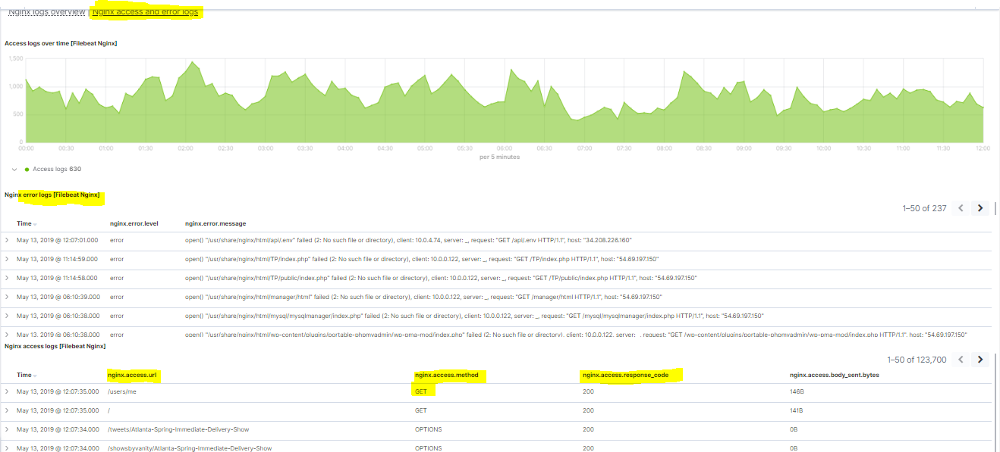 Nginx logs overview | Nginx access and error logs
Access logs over time [Filebeat Nginx]
1,500
1,000
500
0
00:00 00:30 01:00 01:30 02:00 02:30 03:00 03:30 04:00 04:30 05:00 05:30 06:00 06:30 07:00 07:30 08:00 08:30 09:00 09:30 10:00 10:30 11:00 11:30 12:00
per 5 minutes
Access logs 630
Nginx error logs [Filebeat Nginx]
1–50 of 237
Time nginx.error.level nginx.error.message
May 13, 2019 @ 12:07:01.000 error open() "/usr/share/nginx/html/api/.env" failed (2: No such file or directory), client: 10.0.4.74, server: _, request: "GET /api/.env HTTP/1.1", host: "34.208.226.160"
May 13, 2019 @ 11:14:59.000 error open() "/usr/share/nginx/html/TP/index.php" failed (2: No such file or directory), client: 10.0.0.122, server: _, request: "GET /TP/index.php HTTP/1.1", host: "54.69.197.150"
May 13, 2019 @ 11:14:58.000 error open() "/usr/share/nginx/html/TP/public/index.php" failed (2: No such file or directory), client: 10.0.0.122, server: _, request: "GET /TP/public/index.php HTTP/1.1", host: "54.69.197.150"
May 13, 2019 @ 06:10:39.000 error open() "/usr/share/nginx/html/manager/html" failed (2: No such file or directory), client: 10.0.0.122, server: _, request: "GET /manager/html HTTP/1.1", host: "54.69.197.150"
May 13, 2019 @ 06:10:38.000 error open() "/usr/share/nginx/html/mysql/mysqlmanager/index.php" failed (2: No such file or directory), client: 10.0.0.122, server: _, request: "GET /mysql/mysqlmanager/index.php HTTP/1.1", host: "54.69.197.150"
May 13, 2019 @ 06:10:38.000 error open() "/usr/share/nginx/html/wp-content/plugins/portable-phpmyadmin/wp-pma-mod/index.php" failed (2: No such file or directory), client: 10.0.0.122, server: _, request: "GET /wp-content/plugins/portable-phpmyadmin/wp-pma-mod/index.php HTTP/1.1", host: "54.69.197.150"
Nginx access logs [Filebeat Nginx]
1–50 of 123,700
Time nginx.access.url nginx.access.method nginx.access.response_code nginx.access.body_sent.bytes
May 13, 2019 @ 12:07:35.000 /users/me GET 200 146B
May 13, 2019 @ 12:07:35.000 / GET 200 141B
May 13, 2019 @ 12:07:34.000 /tweets/Atlanta-Spring-Immediate-Delivery-Show OPTIONS 200 0B
May 13, 2019 @ 12:07:34.000 /showsbyvanity/Atlanta-Spring-Immediate-Delivery-Show OPTIONS 200 0B